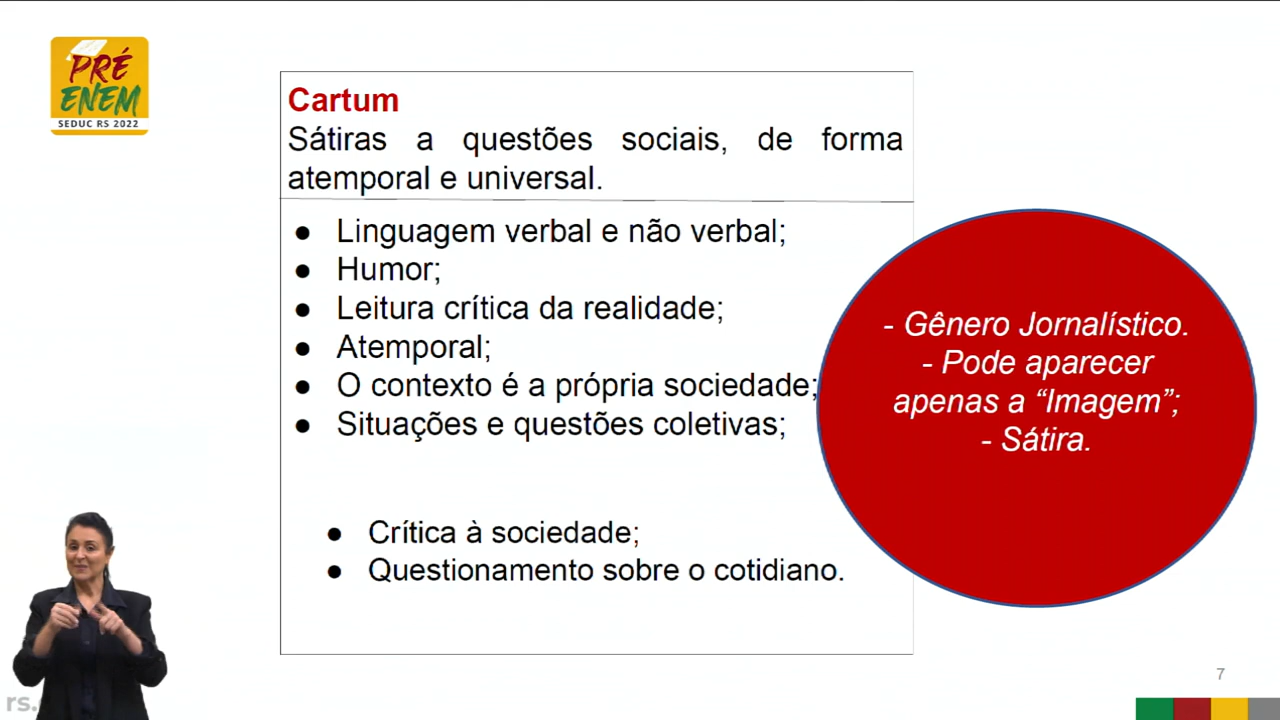 PRÉ
ENEM
SEDUC RS 2022
Cartum
Sátiras a questões sociais, de forma
atemporal e universal.
● Linguagem verbal e não verbal;
● Humor;
● Leitura crítica da realidade;
● Atemporal;
● O contexto é a própria sociedade;
● Situações e questões coletivas;
● Crítica à sociedade;
● Questionamento sobre o cotidiano.
- Gênero Jornalístico.
- Pode aparecer
apenas a “Imagem”;
- Sátira.
7
rs.